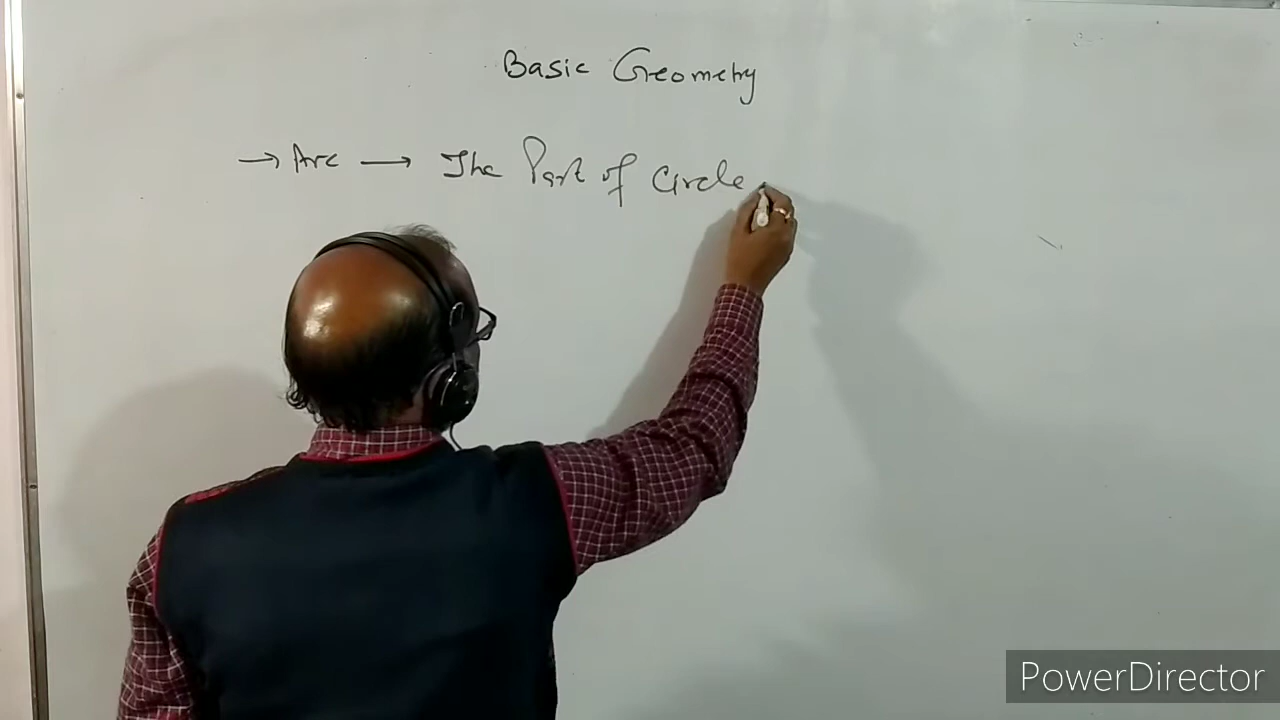 Basic Geometry
→ Arc → The Part of Circle
PowerDirector